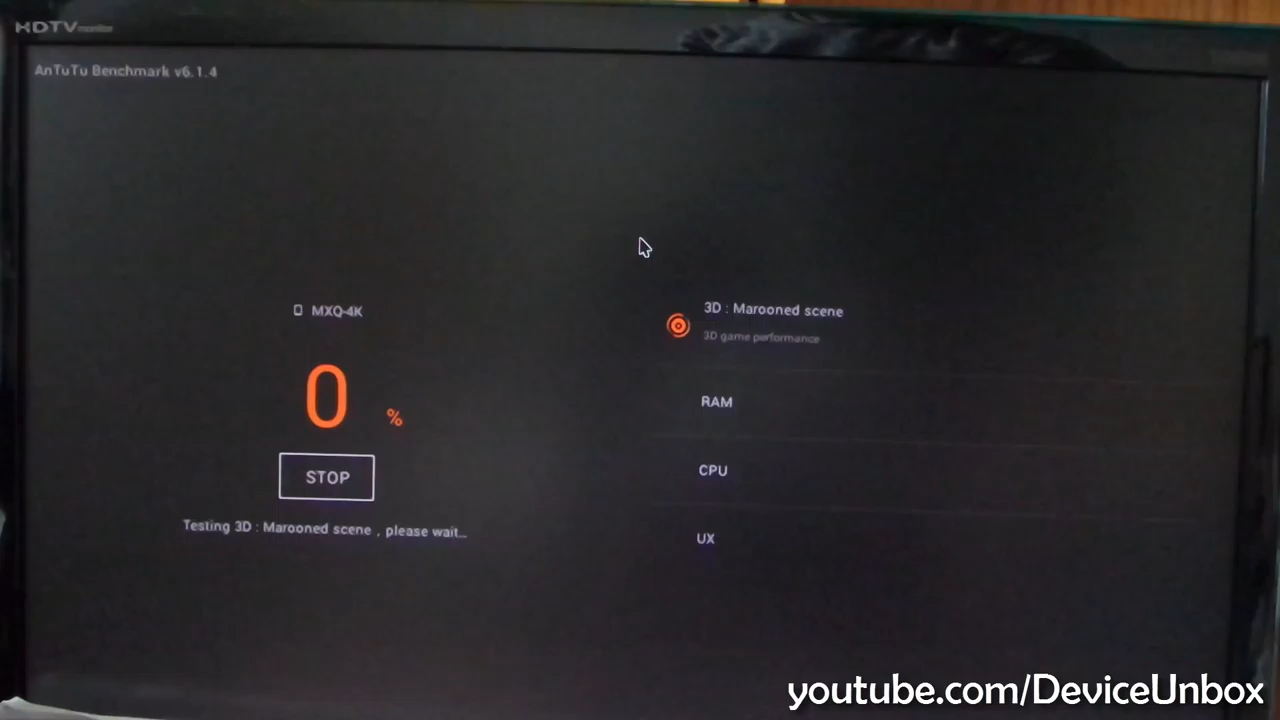 HDTV monitor
AnTuTu Benchmark v6.1.4
MXQ-4K
0 %
STOP
Testing 3D : Marooned scene , please wait...
3D : Marooned scene
3D game performance
RAM
CPU
UX
youtube.com/DeviceUnbox